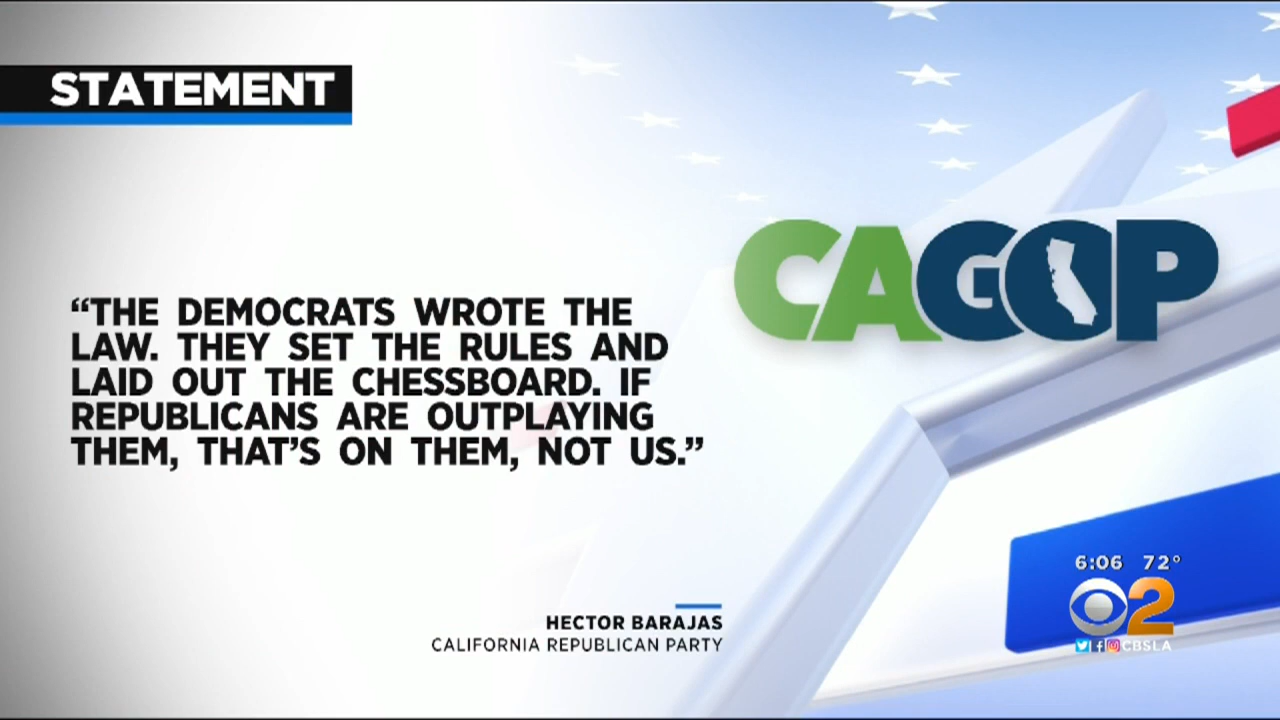 STATEMENT
CAGOP
“THE DEMOCRATS WROTE THE
LAW. THEY SET THE RULES AND
LAID OUT THE CHESSBOARD. IF
REPUBLICANS ARE OUTPLAYING
THEM, THAT’S ON THEM, NOT US.”
HECTOR BARAJAS
CALIFORNIA REPUBLICAN PARTY
6:06 72°
2
CBSLA